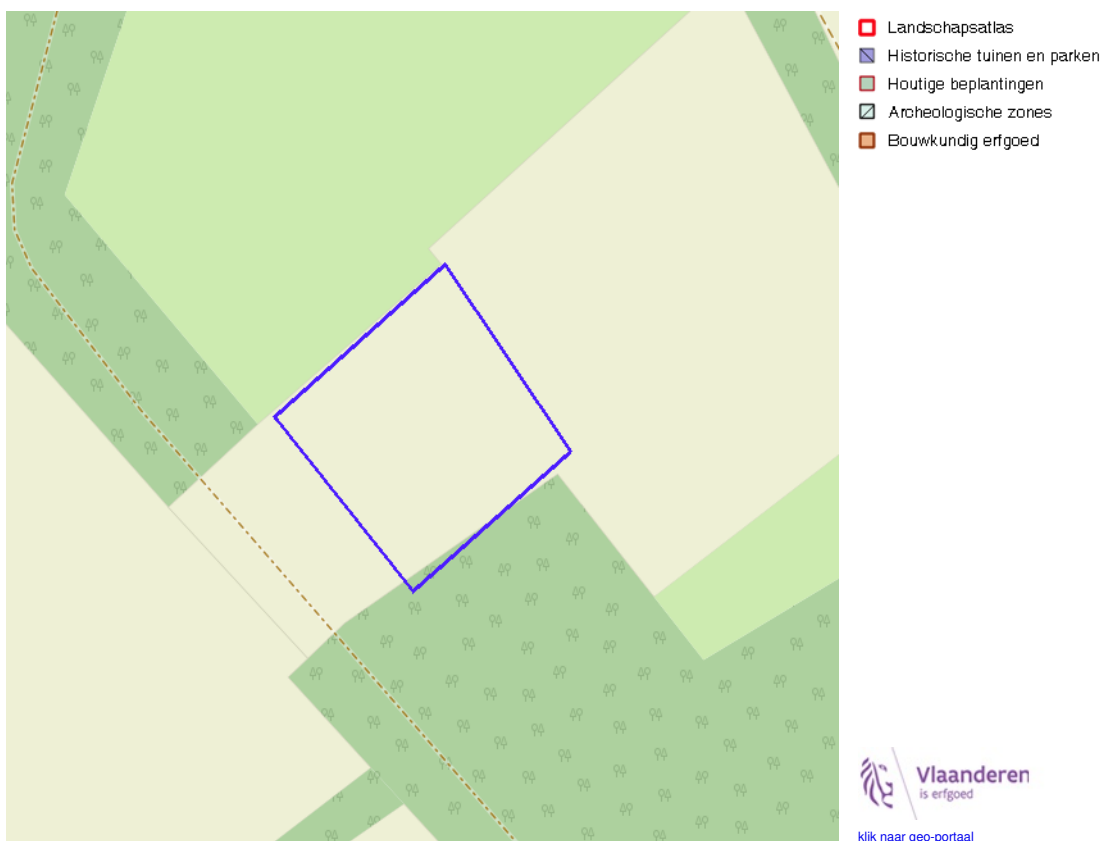 Landschapsatlas
Historische tuinen en parken
Houtige beplantingen
Archeologische zones
Bouwkundig erfgoed
Vlaanderen
is erfgoed
klik naar geo-portaal